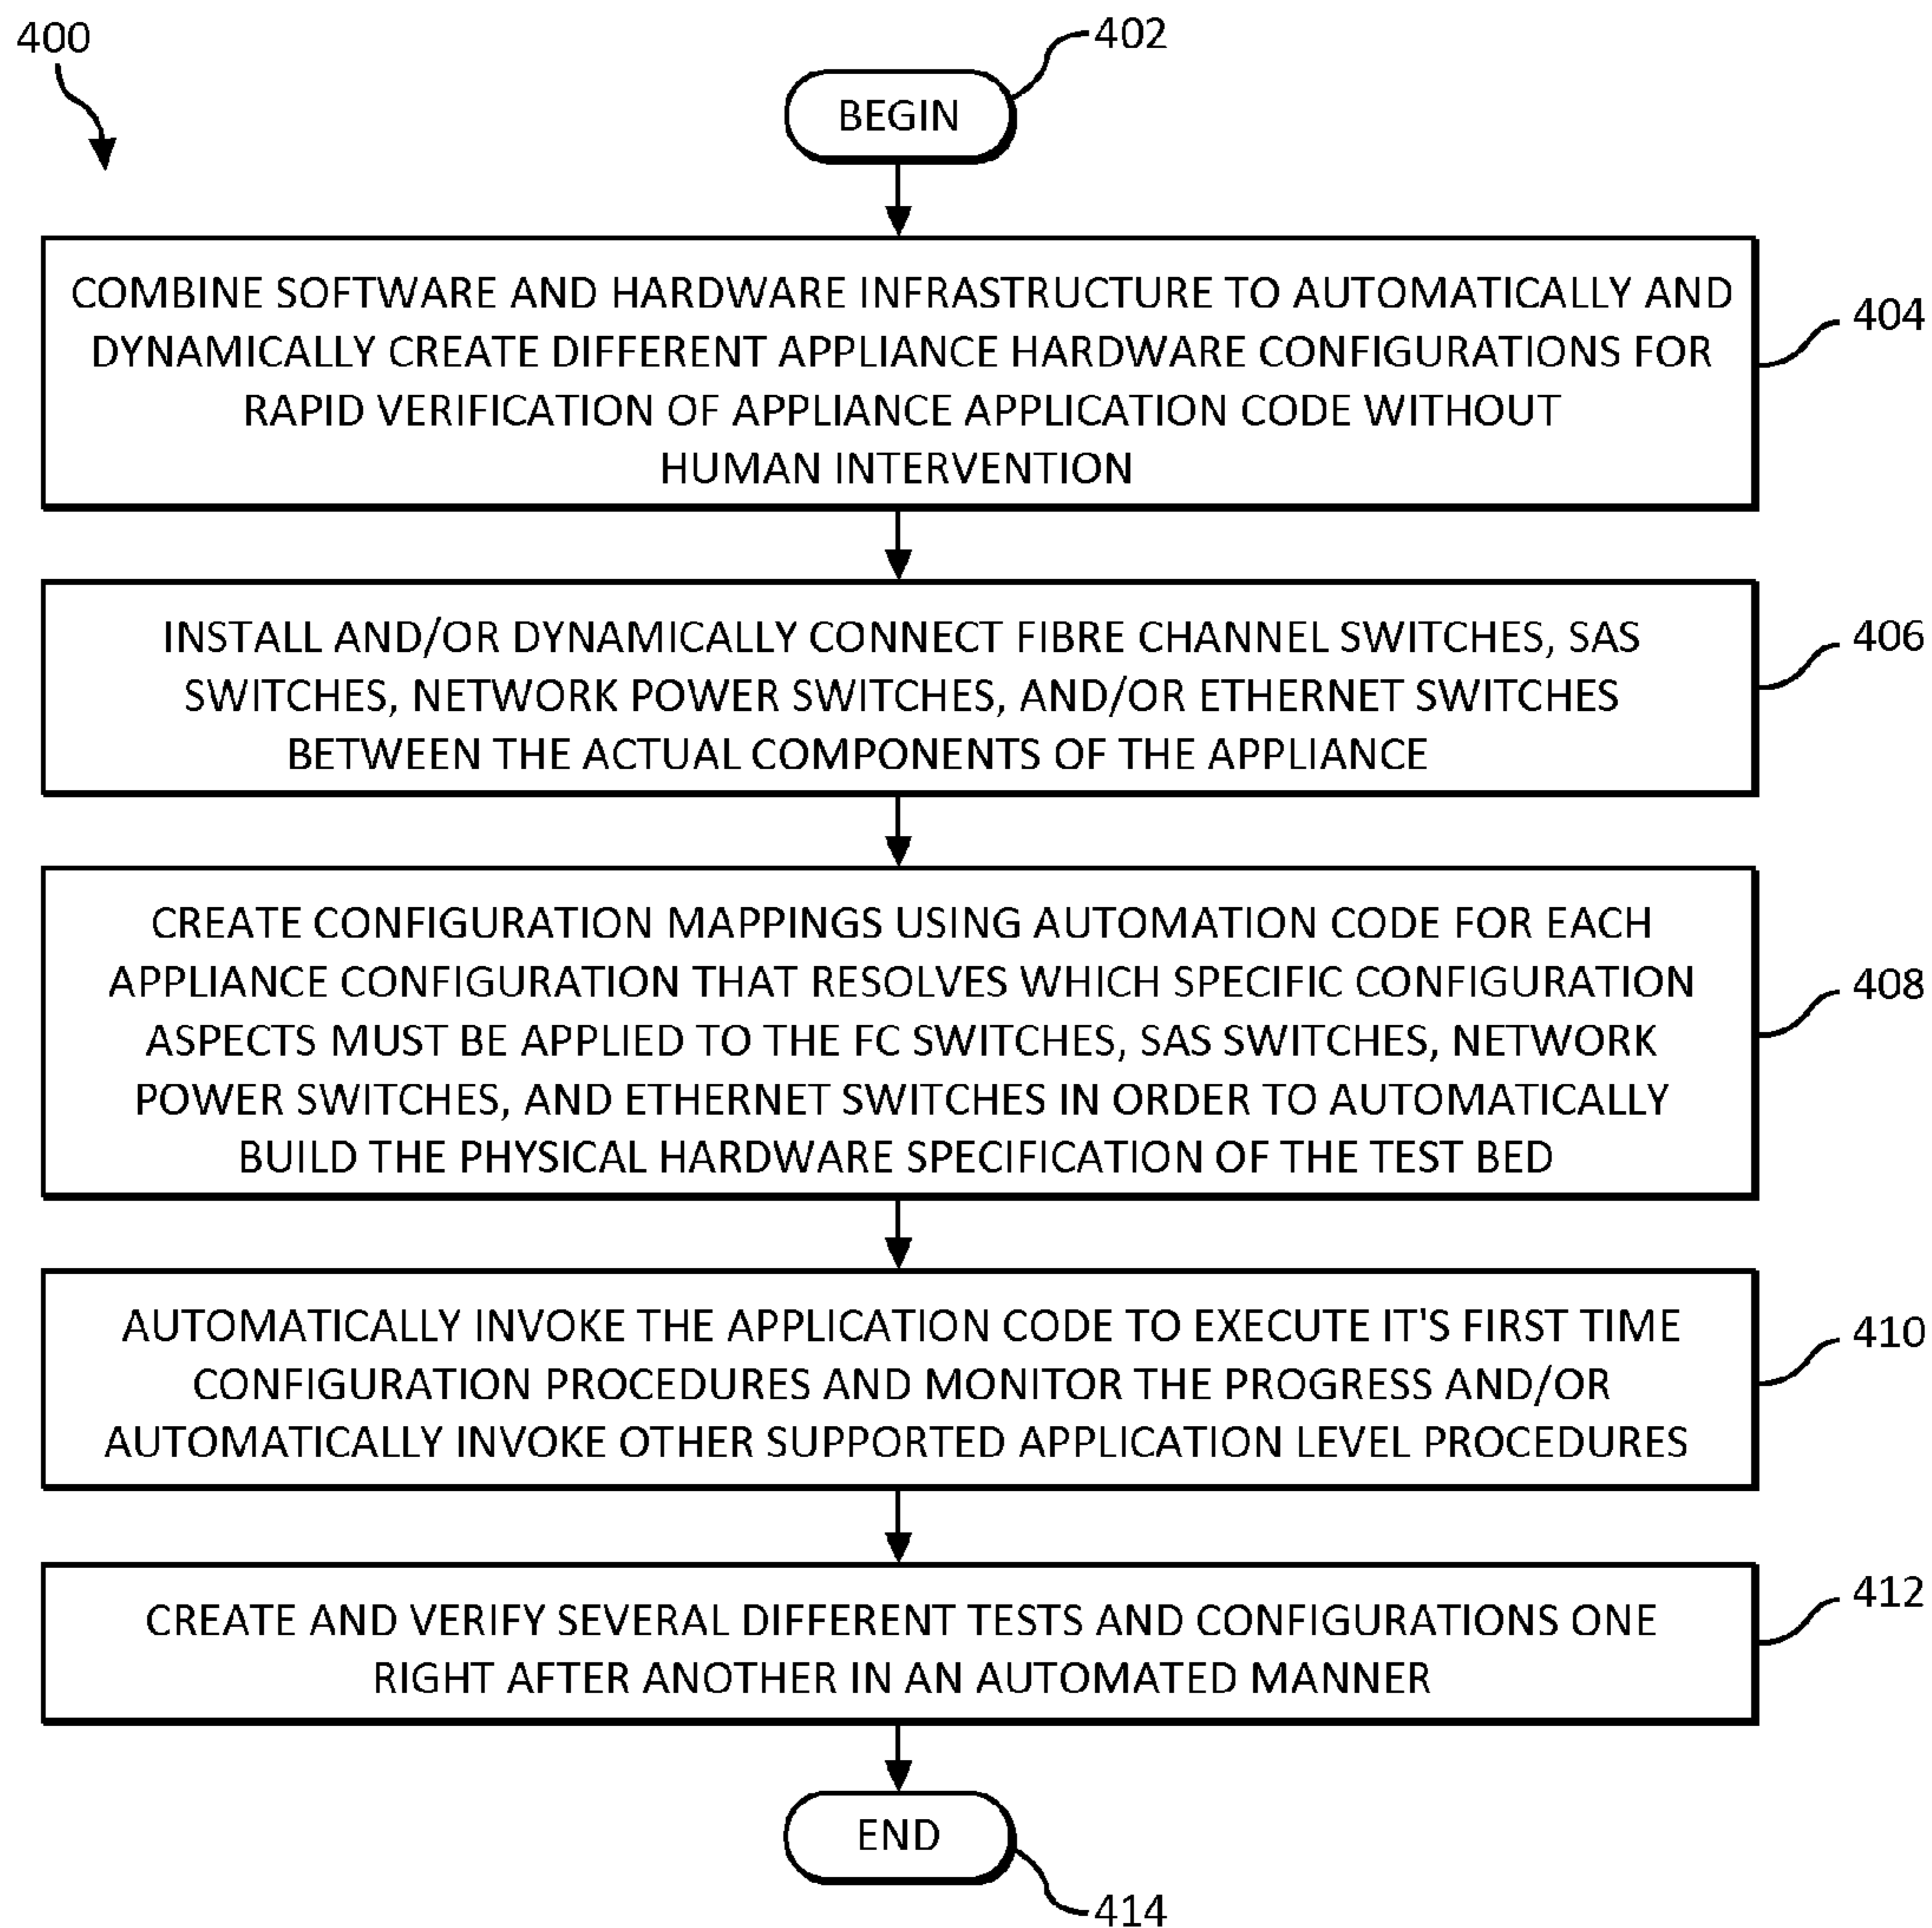 400
402
BEGIN
COMBINE SOFTWARE AND HARDWARE INFRASTRUCTURE TO AUTOMATICALLY AND
DYNAMICALLY CREATE DIFFERENT APPLIANCE HARDWARE CONFIGURATIONS FOR
RAPID VERIFICATION OF APPLIANCE APPLICATION CODE WITHOUT
HUMAN INTERVENTION
404
INSTALL AND/OR DYNAMICALLY CONNECT FIBRE CHANNEL SWITCHES, SAS
SWITCHES, NETWORK POWER SWITCHES, AND/OR ETHERNET SWITCHES
BETWEEN THE ACTUAL COMPONENTS OF THE APPLIANCE
406
CREATE CONFIGURATION MAPPINGS USING AUTOMATION CODE FOR EACH
APPLIANCE CONFIGURATION THAT RESOLVES WHICH SPECIFIC CONFIGURATION
ASPECTS MUST BE APPLIED TO THE FC SWITCHES, SAS SWITCHES, NETWORK
POWER SWITCHES, AND ETHERNET SWITCHES IN ORDER TO AUTOMATICALLY
BUILD THE PHYSICAL HARDWARE SPECIFICATION OF THE TEST BED
408
AUTOMATICALLY INVOKE THE APPLICATION CODE TO EXECUTE IT'S FIRST TIME
CONFIGURATION PROCEDURES AND MONITOR THE PROGRESS AND/OR
AUTOMATICALLY INVOKE OTHER SUPPORTED APPLICATION LEVEL PROCEDURES
410
CREATE AND VERIFY SEVERAL DIFFERENT TESTS AND CONFIGURATIONS ONE
RIGHT AFTER ANOTHER IN AN AUTOMATED MANNER
412
END
414